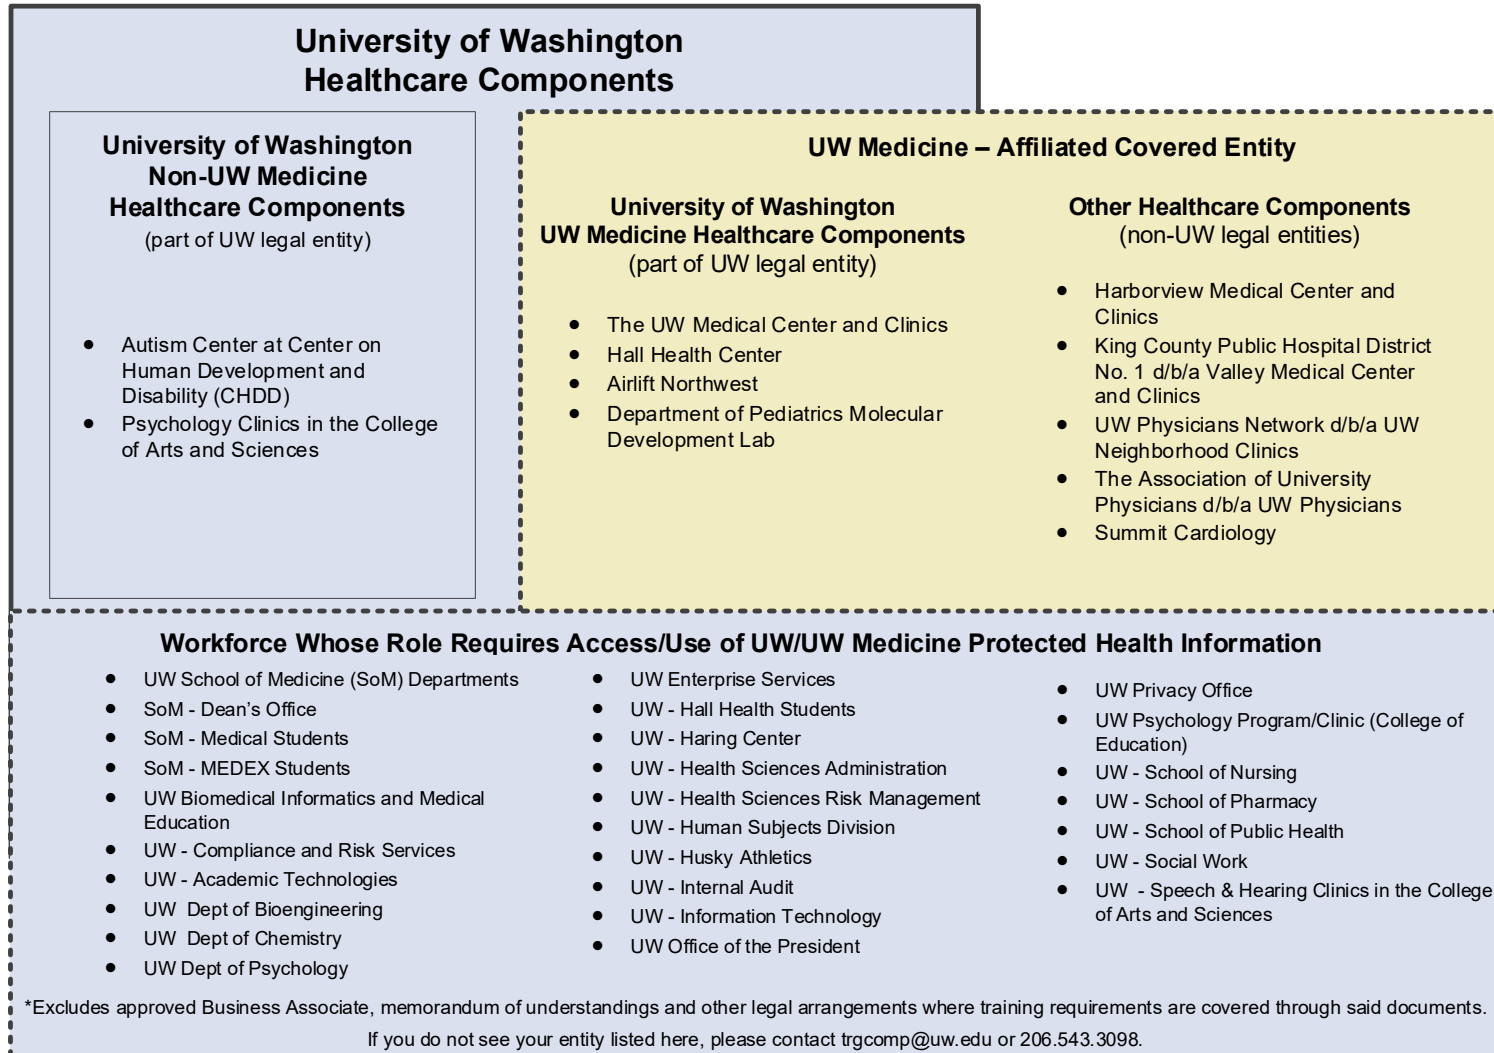 University of Washington
Healthcare Components
University of Washington
Non-UW Medicine
Healthcare Components
(part of UW legal entity)
● Autism Center at Center on
Human Development and
Disability (CHDD)
● Psychology Clinics in the College
of Arts and Sciences
UW Medicine – Affiliated Covered Entity
University of Washington
UW Medicine Healthcare Components
(part of UW legal entity)
● The UW Medical Center and Clinics
● Hall Health Center
● Airlift Northwest
● Department of Pediatrics Molecular
Development Lab
Other Healthcare Components
(non-UW legal entities)
● Harborview Medical Center and
Clinics
● King County Public Hospital District
No. 1 d/b/a Valley Medical Center
and Clinics
● UW Physicians Network d/b/a UW
Neighborhood Clinics
● The Association of University
Physicians d/b/a UW Physicians
● Summit Cardiology
Workforce Whose Role Requires Access/Use of UW/UW Medicine Protected Health Information
● UW School of Medicine (SoM) Departments
● SoM - Dean’s Office
● SoM - Medical Students
● SoM - MEDEX Students
● UW Biomedical Informatics and Medical
Education
● UW - Compliance and Risk Services
● UW - Academic Technologies
● UW Dept of Bioengineering
● UW Dept of Chemistry
● UW Dept of Psychology
● UW Enterprise Services
● UW - Hall Health Students
● UW - Haring Center
● UW - Health Sciences Administration
● UW - Health Sciences Risk Management
● UW - Human Subjects Division
● UW - Husky Athletics
● UW - Internal Audit
● UW - Information Technology
● UW Office of the President
● UW Privacy Office
● UW Psychology Program/Clinic (College of
Education)
● UW - School of Nursing
● UW - School of Pharmacy
● UW - School of Public Health
● UW - Social Work
● UW - Speech & Hearing Clinics in the College
of Arts and Sciences
*Excludes approved Business Associate, memorandum of understandings and other legal arrangements where training requirements are covered through said documents.
If you do not see your entity listed here, please contact trgcomp@uw.edu or 206.543.3098.